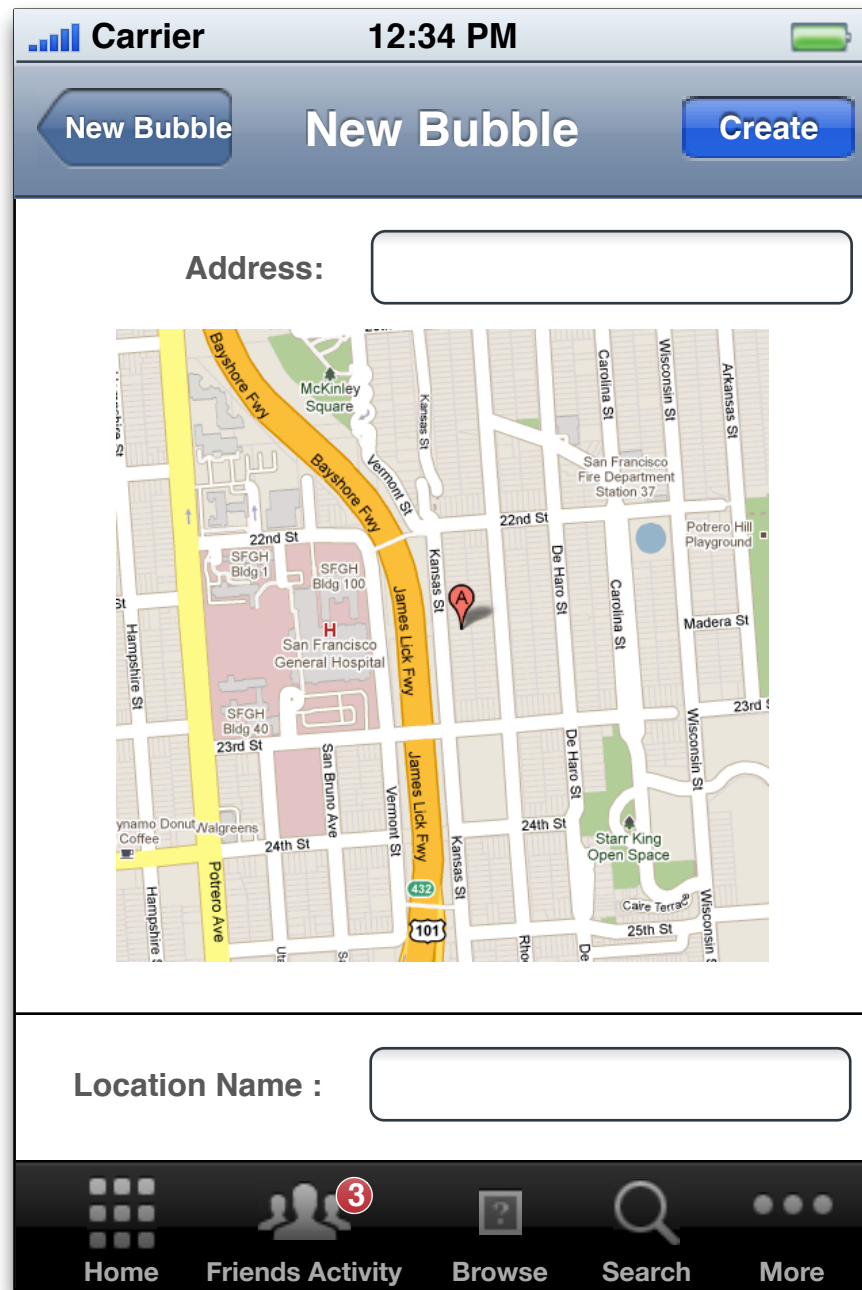 Carrier
12:34 PM
New Bubble
New Bubble
Create
Address:
Bayshore Fwy
McKinley
Square
Kansas St
Carolina St
Wisconsin St
Arkansas St
Bayshore Fwy
Vermont St
San Francisco
Fire Department
Station 37
22nd St
22nd St
Potrero Hill
Playground
SFGH
Bldg 1
SFGH
Bldg 100
Kansas St
De Haro St
Carolina St
A
James Lick Fwy
H
San Francisco
General Hospital
Hampshire St
Madera St
SFGH
Bldg 40
23rd St
23rd
Wisconsin St
San Bruno Ave
De Haro St
James Lick Fwy
Vermont St
Walgreens
Coffee
24th St
24th St
Starr King
Open Space
Kansas St
Potrero Ave
432
Hampshire St
Caire Terrace
Wisconsin S
101
25th St
De
Location Name :
3
?
Home
Friends Activity
Browse
Search
More